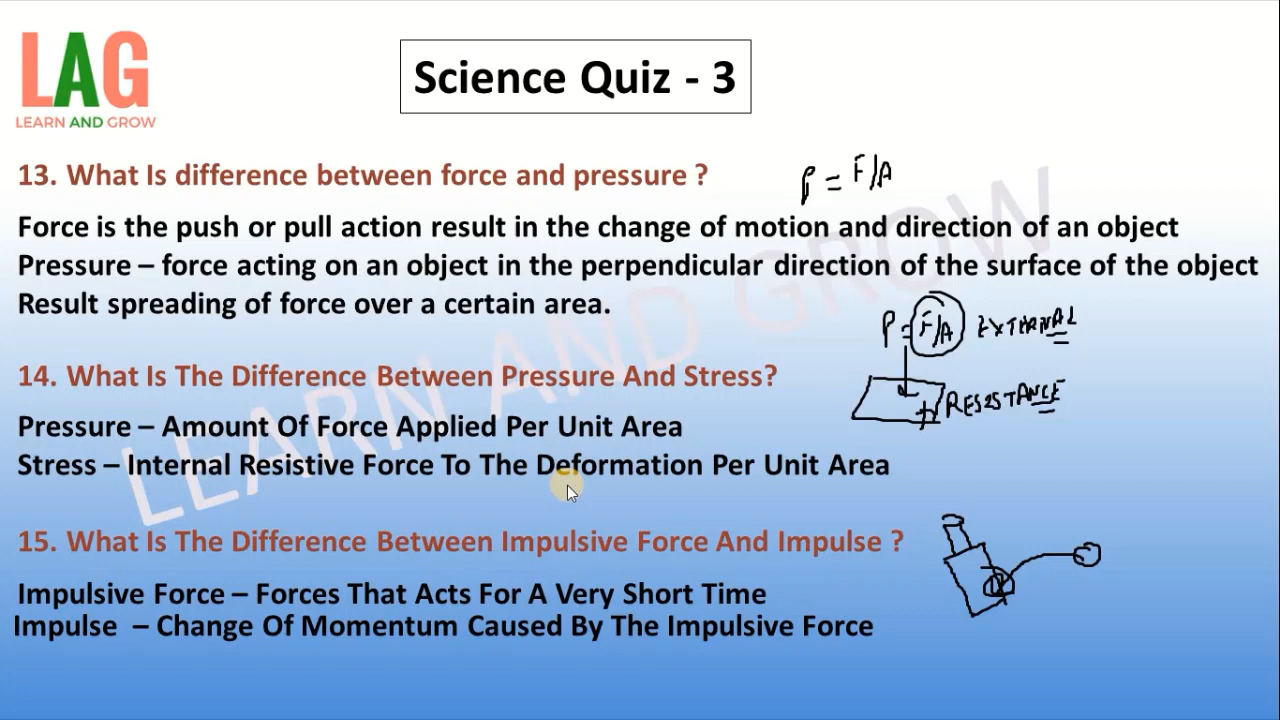 LAG
LEARN AND GROW
Science Quiz - 3
13. What Is difference between force and pressure ?
P = F/A
Force is the push or pull action result in the change of motion and direction of an object
Pressure – force acting on an object in the perpendicular direction of the surface of the object
Result spreading of force over a certain area.
P = F/A EXTERNAL
14. What Is The Difference Between Pressure And Stress?
RESISTANCE
Pressure – Amount Of Force Applied Per Unit Area
Stress – Internal Resistive Force To The Deformation Per Unit Area
LEARN AND GROW
15. What Is The Difference Between Impulsive Force And Impulse ?
Impulsive Force – Forces That Acts For A Very Short Time
Impulse – Change Of Momentum Caused By The Impulsive Force